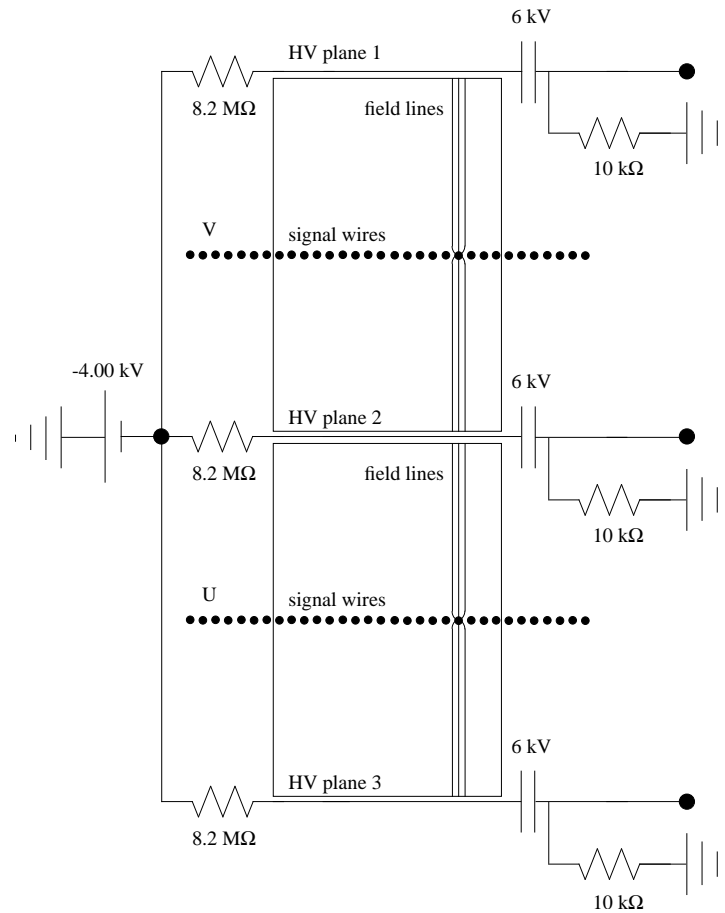 6 kV
HV plane 1
8.2 MΩ
field lines
10 kΩ
V
signal wires
-4.00 kV
6 kV
HV plane 2
8.2 MΩ
field lines
10 kΩ
U
signal wires
6 kV
HV plane 3
8.2 MΩ
10 kΩ